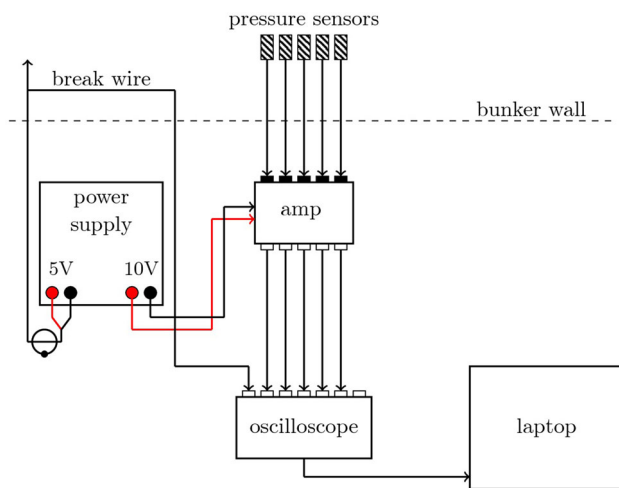 pressure sensors
break wire
bunker wall
power
supply
amp
5V
10V
oscilloscope
laptop